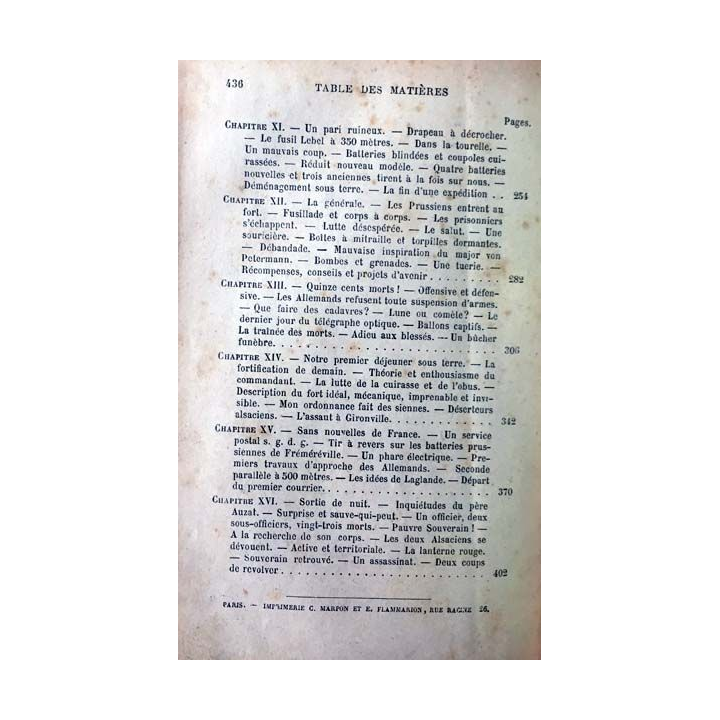 436 TABLE DES MATIÈRES
Pages.
CHAPITRE XI. — Un pari ruineux. — Drapeau à décrocher.
— Le fusil Lebel à 350 mètres. — Dans la tourelle. —
Un mauvais coup. — Batteries blindées et coupoles cui-
rassées. — Réduit nouveau modèle. — Quatre batteries
nouvelles et trois anciennes tirent à la fois sur nous. —
Déménagement sous terre. — La fin d'une expédition . . 254
CHAPITRE XII. — La générale. — Les Prussiens entrent au
fort. — Fusillade et corps à corps. — Les prisonniers
s'échappent. — Lutte désespérée. — Le salut. — Une
souricière. — Boîtes à mitraille et torpilles dormantes.
— Débandade. — Mauvaise inspiration du major von
Petermann. — Bombes et grenades. — Une tuerie. —
Récompenses, conseils et projets d'avenir . . . . . . . . . 282
CHAPITRE XIII. — Quinze cents morts ! — Offensive et défen-
sive. — Les Allemands refusent toute suspension d'armes.
— Que faire des cadavres ? — Lune ou comète ? — Le
dernier jour du télégraphe optique. — Ballons captifs. —
La traînée des morts. — Adieu aux blessés. — Un bûcher
funèbre. . . . . . . . . . . . . . . . . . . . . . . . . . . 306
CHAPITRE XIV. — Notre premier déjeuner sous terre. — La
fortification de demain. — Théorie et enthousiasme du
commandant. — La lutte de la cuirasse et de l'obus. —
Description du fort idéal, mécanique, imprenable et invi-
sible. — Mon ordonnance fait des siennes. — Déserteurs
alsaciens. — L'assaut à Gironville. . . . . . . . . . . . . 342
CHAPITRE XV. — Sans nouvelles de France. — Un service
postal s. g. d. g. — Tir à revers sur les batteries prus-
siennes de Fréméréville. — Un phare électrique. — Pre-
miers travaux d'approche des Allemands. — Seconde
parallèle à 500 mètres. — Les idées de Laglande. — Départ
du premier courrier. . . . . . . . . . . . . . . . . . . . . 370
CHAPITRE XVI. — Sortie de nuit. — Inquiétudes du père
Auzat. — Surprise et sauve-qui-peut. — Un officier, deux
sous-officiers, vingt-trois morts. — Pauvre Souverain ! —
A la recherche de son corps. — Les deux Alsaciens se
dévouent. — Active et territoriale. — La lanterne rouge.
— Souverain retrouvé. — Un assassinat. — Deux coups
de revolver . . . . . . . . . . . . . . . . . . . . . . . . . 402
PARIS. — IMPRIMERIE C. MARPON ET E. FLAMMARION, RUE RACINE 26.